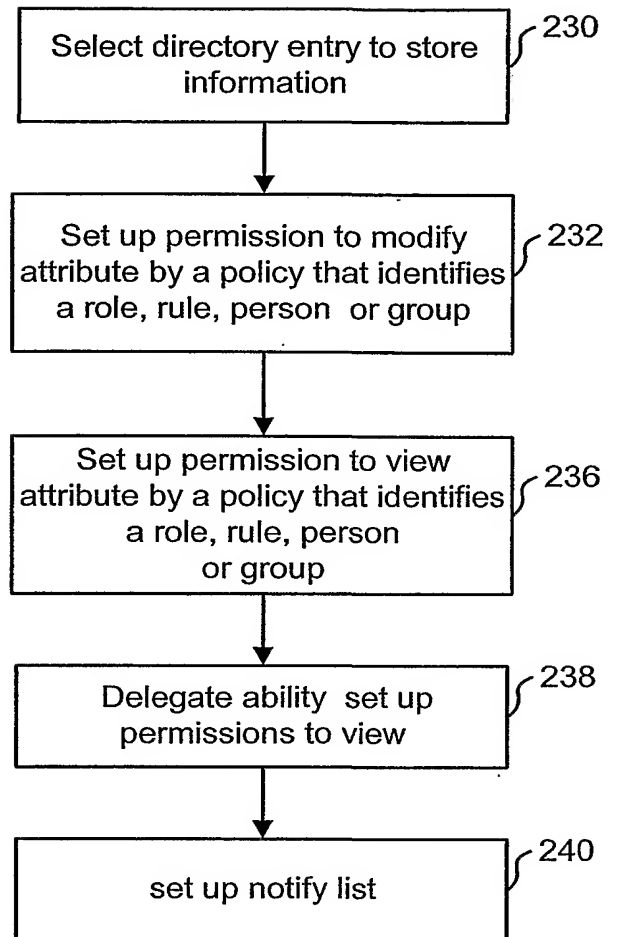 Select directory entry to store
information
230
Set up permission to modify
attribute by a policy that identifies
a role, rule, person or group
232
Set up permission to view
attribute by a policy that identifies
a role, rule, person
or group
236
Delegate ability set up
permissions to view
238
set up notify list
240